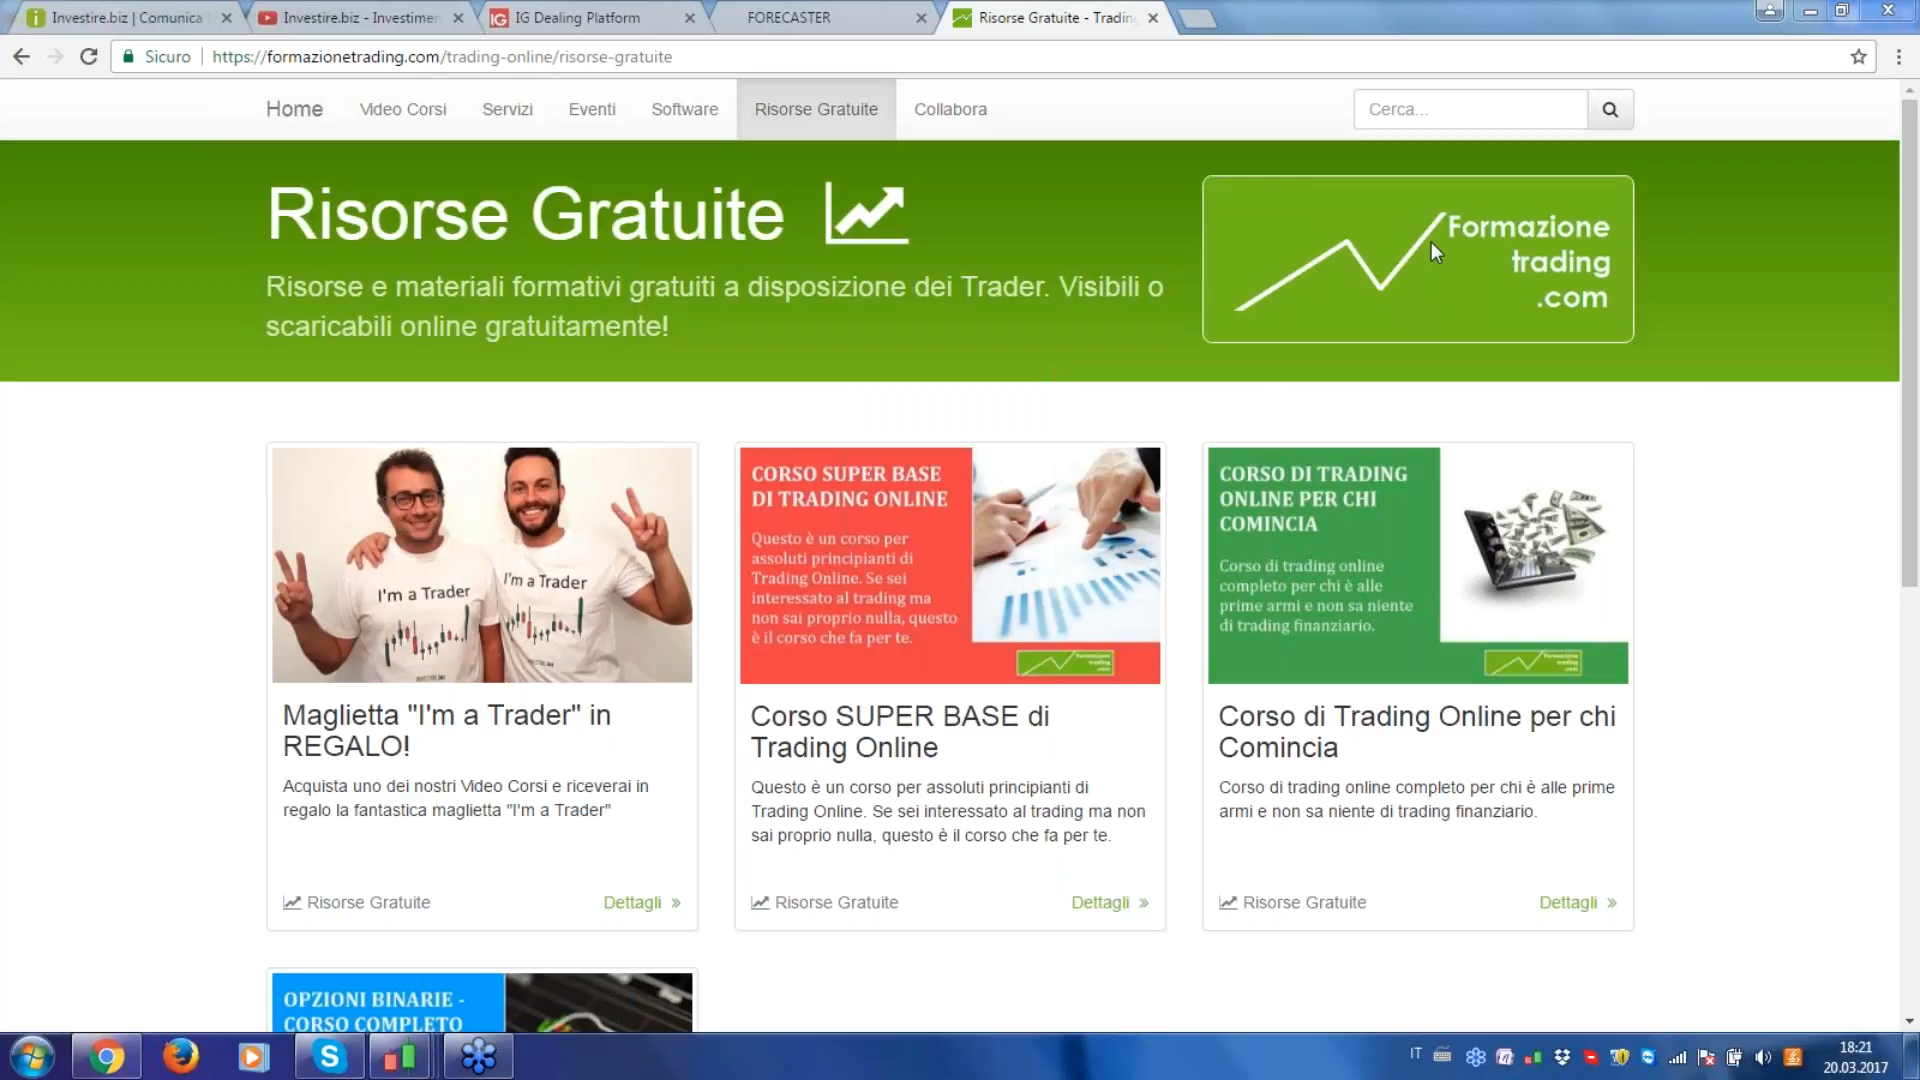 Investire.biz | Comunica
Investire.biz - Investimen
IG Dealing Platform
FORECASTER
Risorse Gratuite - Tradin
Sicuro
https://formazionetrading.com/trading-online/risorse-gratuite
Home
Video Corsi
Servizi
Eventi
Software
Risorse Gratuite
Collabora
Cerca...
Risorse Gratuite
Risorse e materiali formativi gratuiti a disposizione dei Trader. Visibili o
scaricabili online gratuitamente!
Formazione
trading
.com
I'm a Trader
I'm a Trader
Maglietta "I'm a Trader" in
REGALO!
Acquista uno dei nostri Video Corsi e riceverai in
regalo la fantastica maglietta "I'm a Trader"
Risorse Gratuite
Dettagli »
CORSO SUPER BASE
DI TRADING ONLINE
Questo è un corso per
assoluti principianti di
Trading Online. Se sei
interessato al trading ma
non sai proprio nulla, questo
è il corso che fa per te.
Formazione
trading
.com
Corso SUPER BASE di
Trading Online
Questo è un corso per assoluti principianti di
Trading Online. Se sei interessato al trading ma non
sai proprio nulla, questo è il corso che fa per te.
Risorse Gratuite
Dettagli »
CORSO DI TRADING
ONLINE PER CHI
COMINCIA
Corso di trading online
completo per chi è alle
prime armi e non sa niente
di trading finanziario.
Formazione
trading
.com
Corso di Trading Online per chi
Comincia
Corso di trading online completo per chi è alle prime
armi e non sa niente di trading finanziario.
Risorse Gratuite
Dettagli »
OPZIONI BINARIE -
CORSO COMPLETO
IT
18:21
20.03.2017